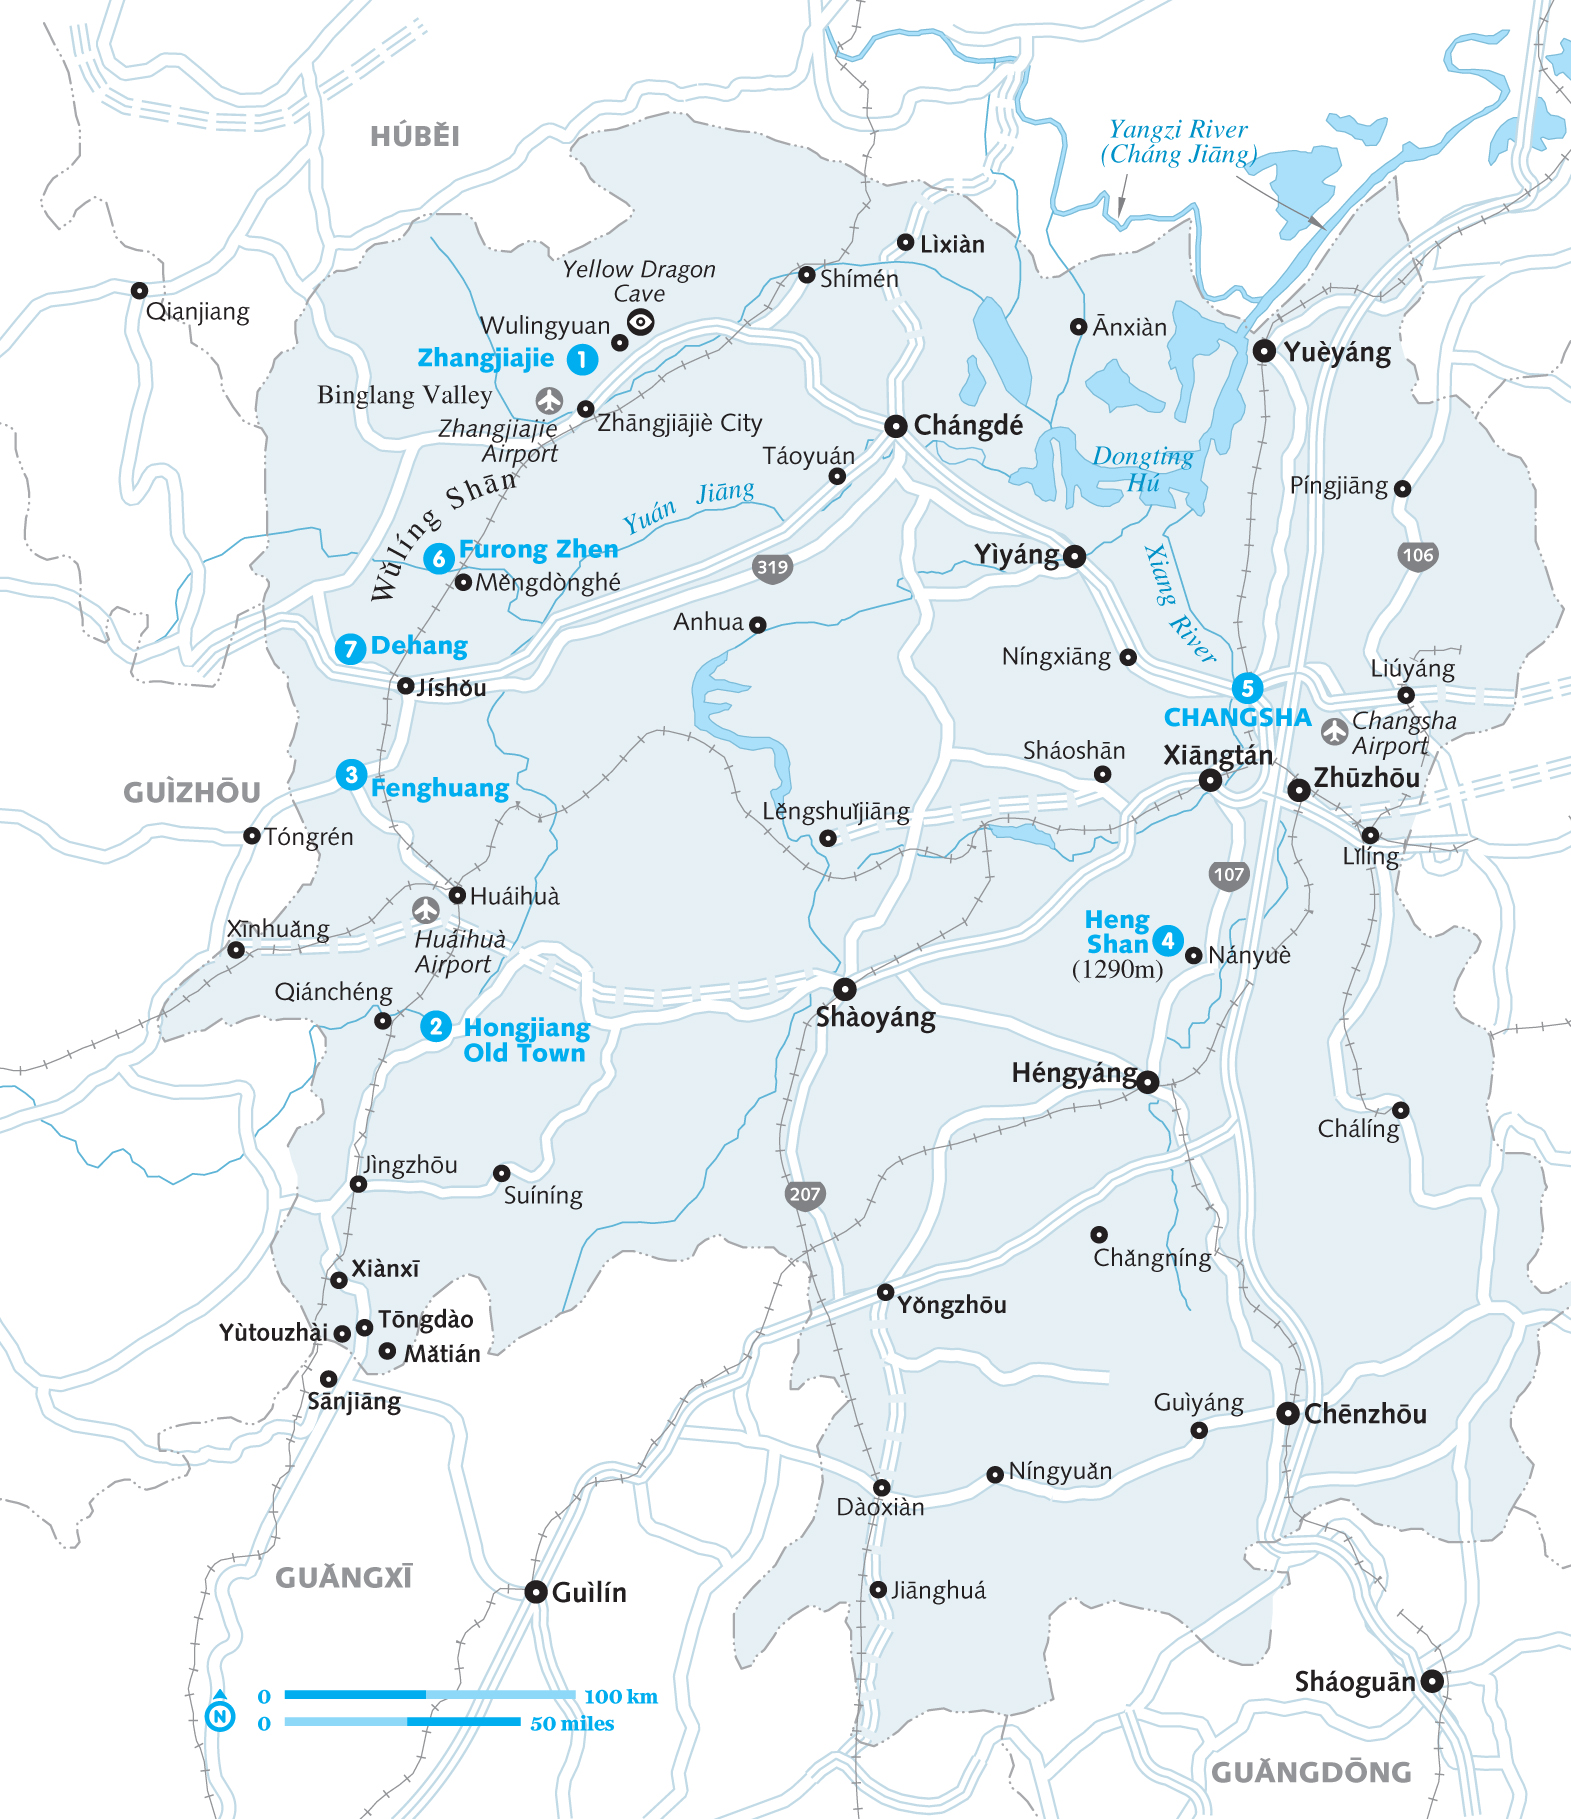 HÚBĚI
Yangzi River
(Cháng Jiāng)
Lìxiàn
Yellow Dragon
Cave
Shímén
Qianjiang
Wulingyuan
Ānxiàn
Zhangjiajie
1
Yuèyáng
Binglang Valley
Zhāngjiājiè City
Zhangjiajie
Airport
Chángdé
Táoyuán
Dongting
Hú
Wǔlíng Shān
Yuán Jiāng
Píngjiāng
6
Furong Zhen
Měngdònghé
319
Yìyáng
106
Xiang River
Anhua
7
Dehang
Níngxiāng
Liúyáng
Jíshǒu
5
CHANGSHA
Changsha
Airport
Sháoshān
Xiāngtán
Zhūzhōu
3
Fenghuang
GUÌZHŌU
Lěngshuǐjiāng
Tóngrén
Lǐlíng
107
Huáihuà
Xīnhuǎng
Huáihuà
Airport
Heng
Shan
4
(1290m)
Nányuè
Qiánchéng
2
Hongjiang
Old Town
Shàoyáng
Héngyáng
Chálíng
Jìngzhōu
Suíníng
207
Chǎngníng
Xiànxī
Yǒngzhōu
Tōngdào
Yùtouzhài
Mǎtián
Sānjiāng
Guìyáng
Chēnzhōu
Níngyuǎn
Dàoxiàn
GUǍNGXĪ
Guìlín
Jiānghuá
Sháoguān
0
100 km
N
0
50 miles
GUǍNGDŌNG